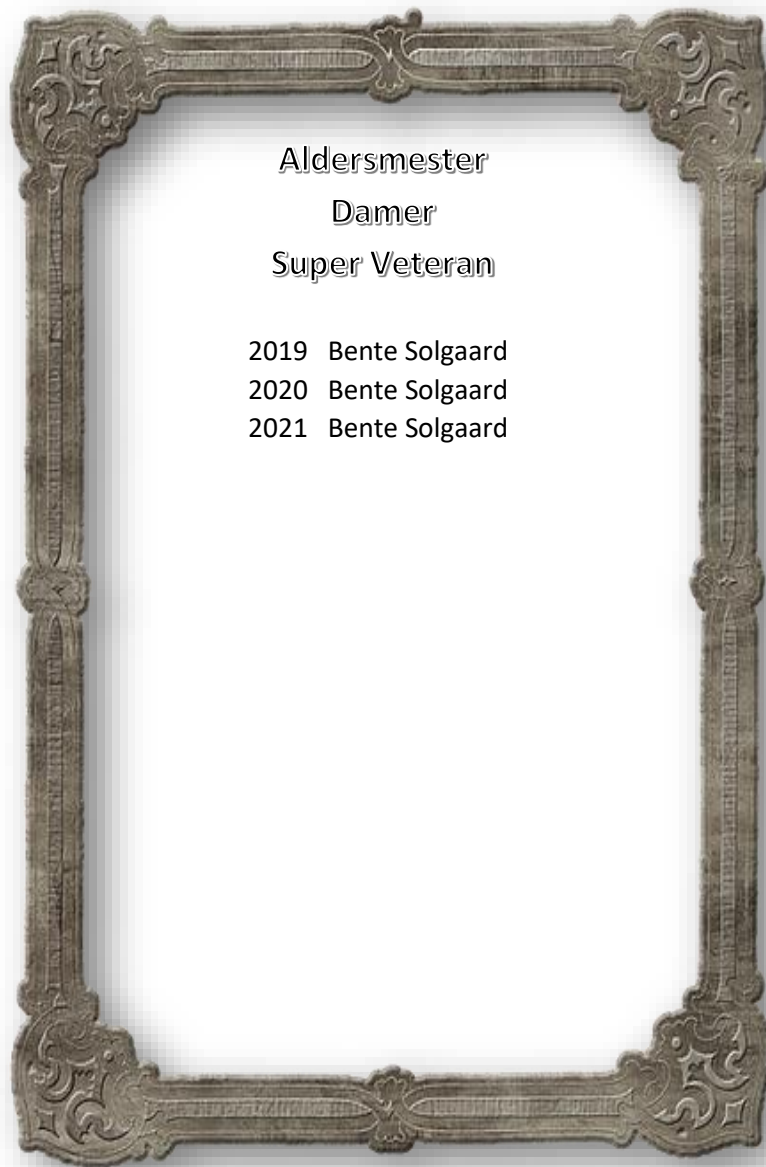 Aldersmester
Damer
Super Veteran
2019 Bente Solgaard
2020 Bente Solgaard
2021 Bente Solgaard